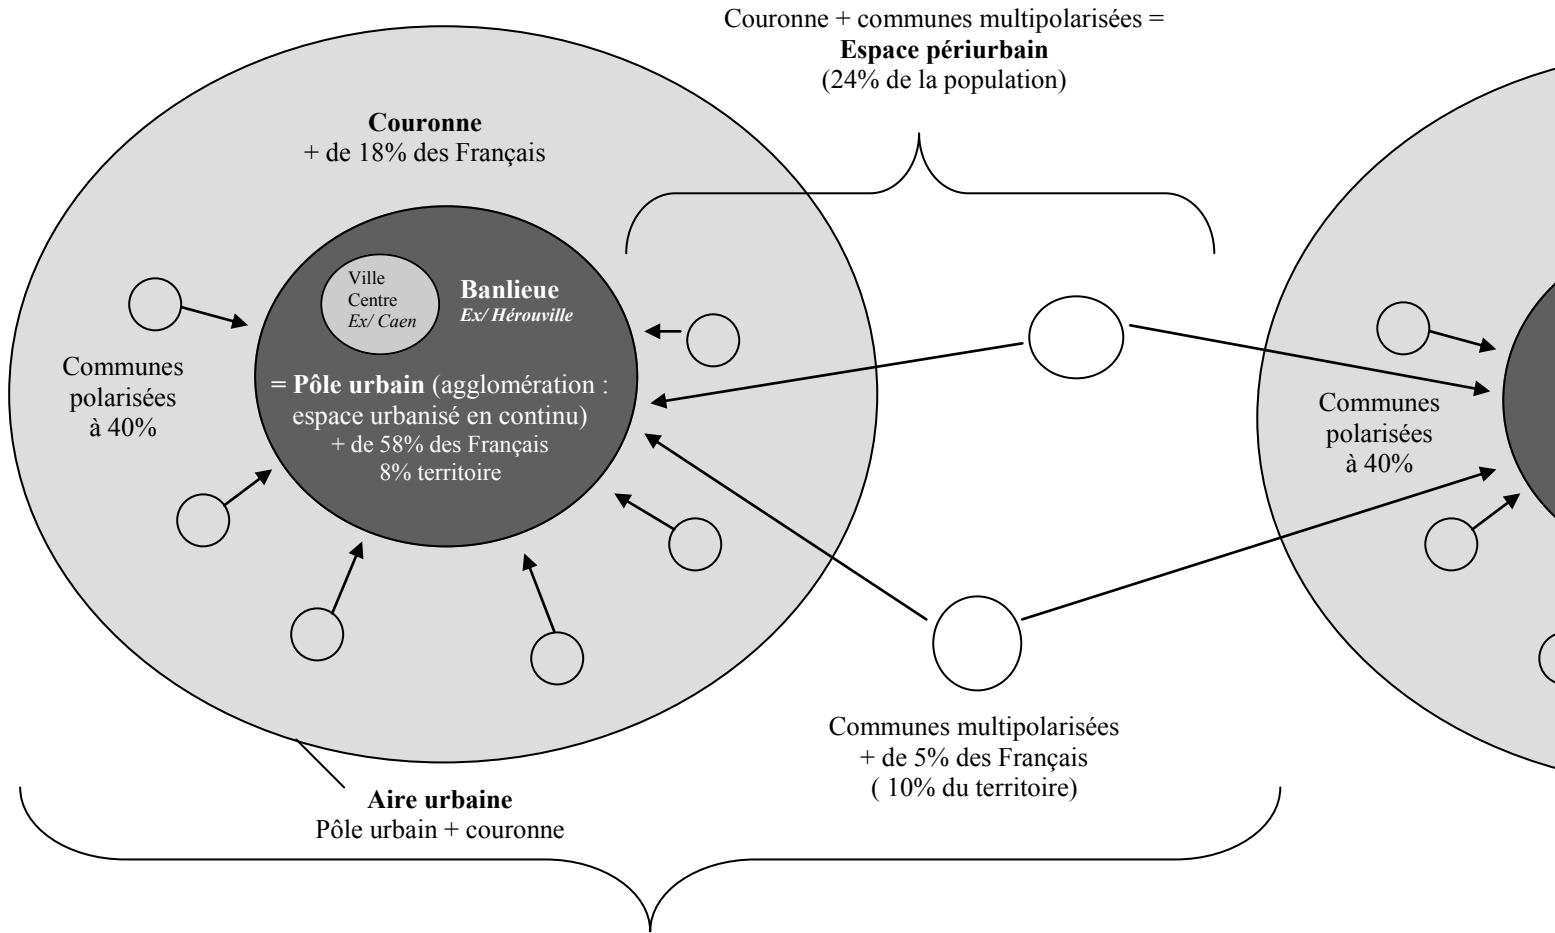 Couronne + communes multipolarisées =
Espace périurbain
(24% de la population)
Couronne
+ de 18% des Français
Ville
Centre
Ex/ Caen
Banlieue
Ex/ Hérouville
= Pôle urbain (agglomération :
espace urbanisé en continu)
+ de 58% des Français
8% territoire
Communes
polarisées
à 40%
Communes
polarisées
à 40%
Communes multipolarisées
+ de 5% des Français
( 10% du territoire)
Aire urbaine
Pôle urbain + couronne